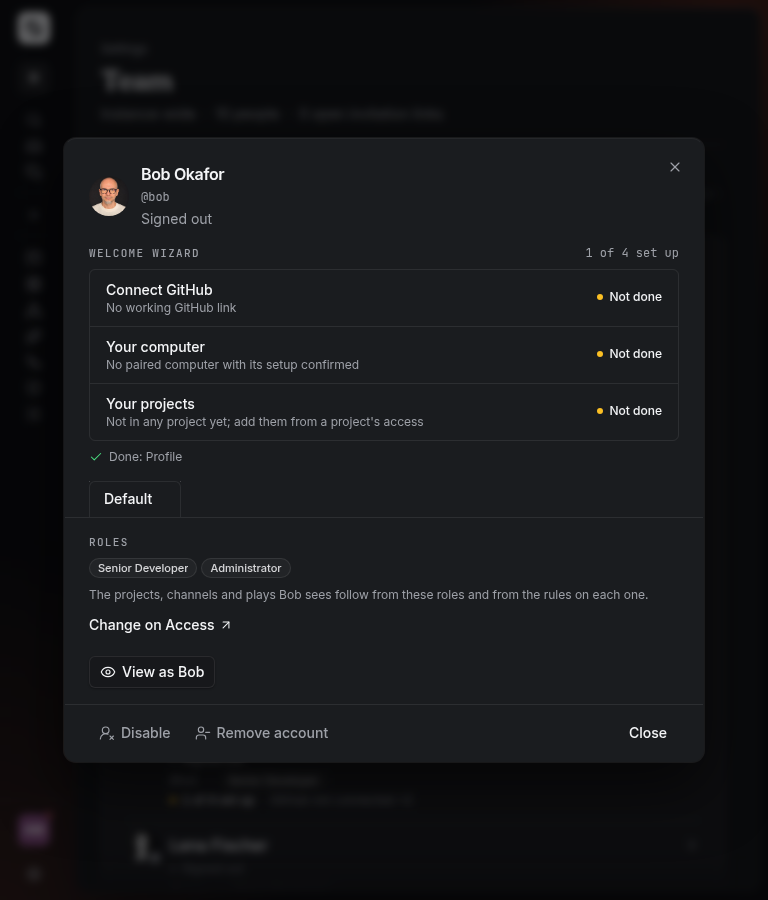 Team
Bob Okafor
@bob
Signed out
WELCOME WIZARD
1 of 4 set up
Connect GitHub
No working GitHub link
Not done
Your computer
No paired computer with its setup confirmed
Not done
Your projects
Not in any project yet; add them from a project's access
Not done
Done: Profile
Default
ROLES
Senior Developer
Administrator
The projects, channels and plays Bob sees follow from these roles and from the rules on each one.
Change on Access
View as Bob
Disable
Remove account
Close